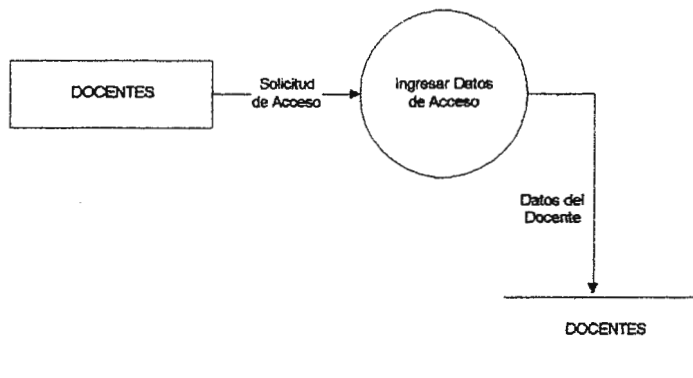 DOCENTES
Solicitud
de Acceso
Ingresar Datos
de Acceso
Datos del
Docente
DOCENTES